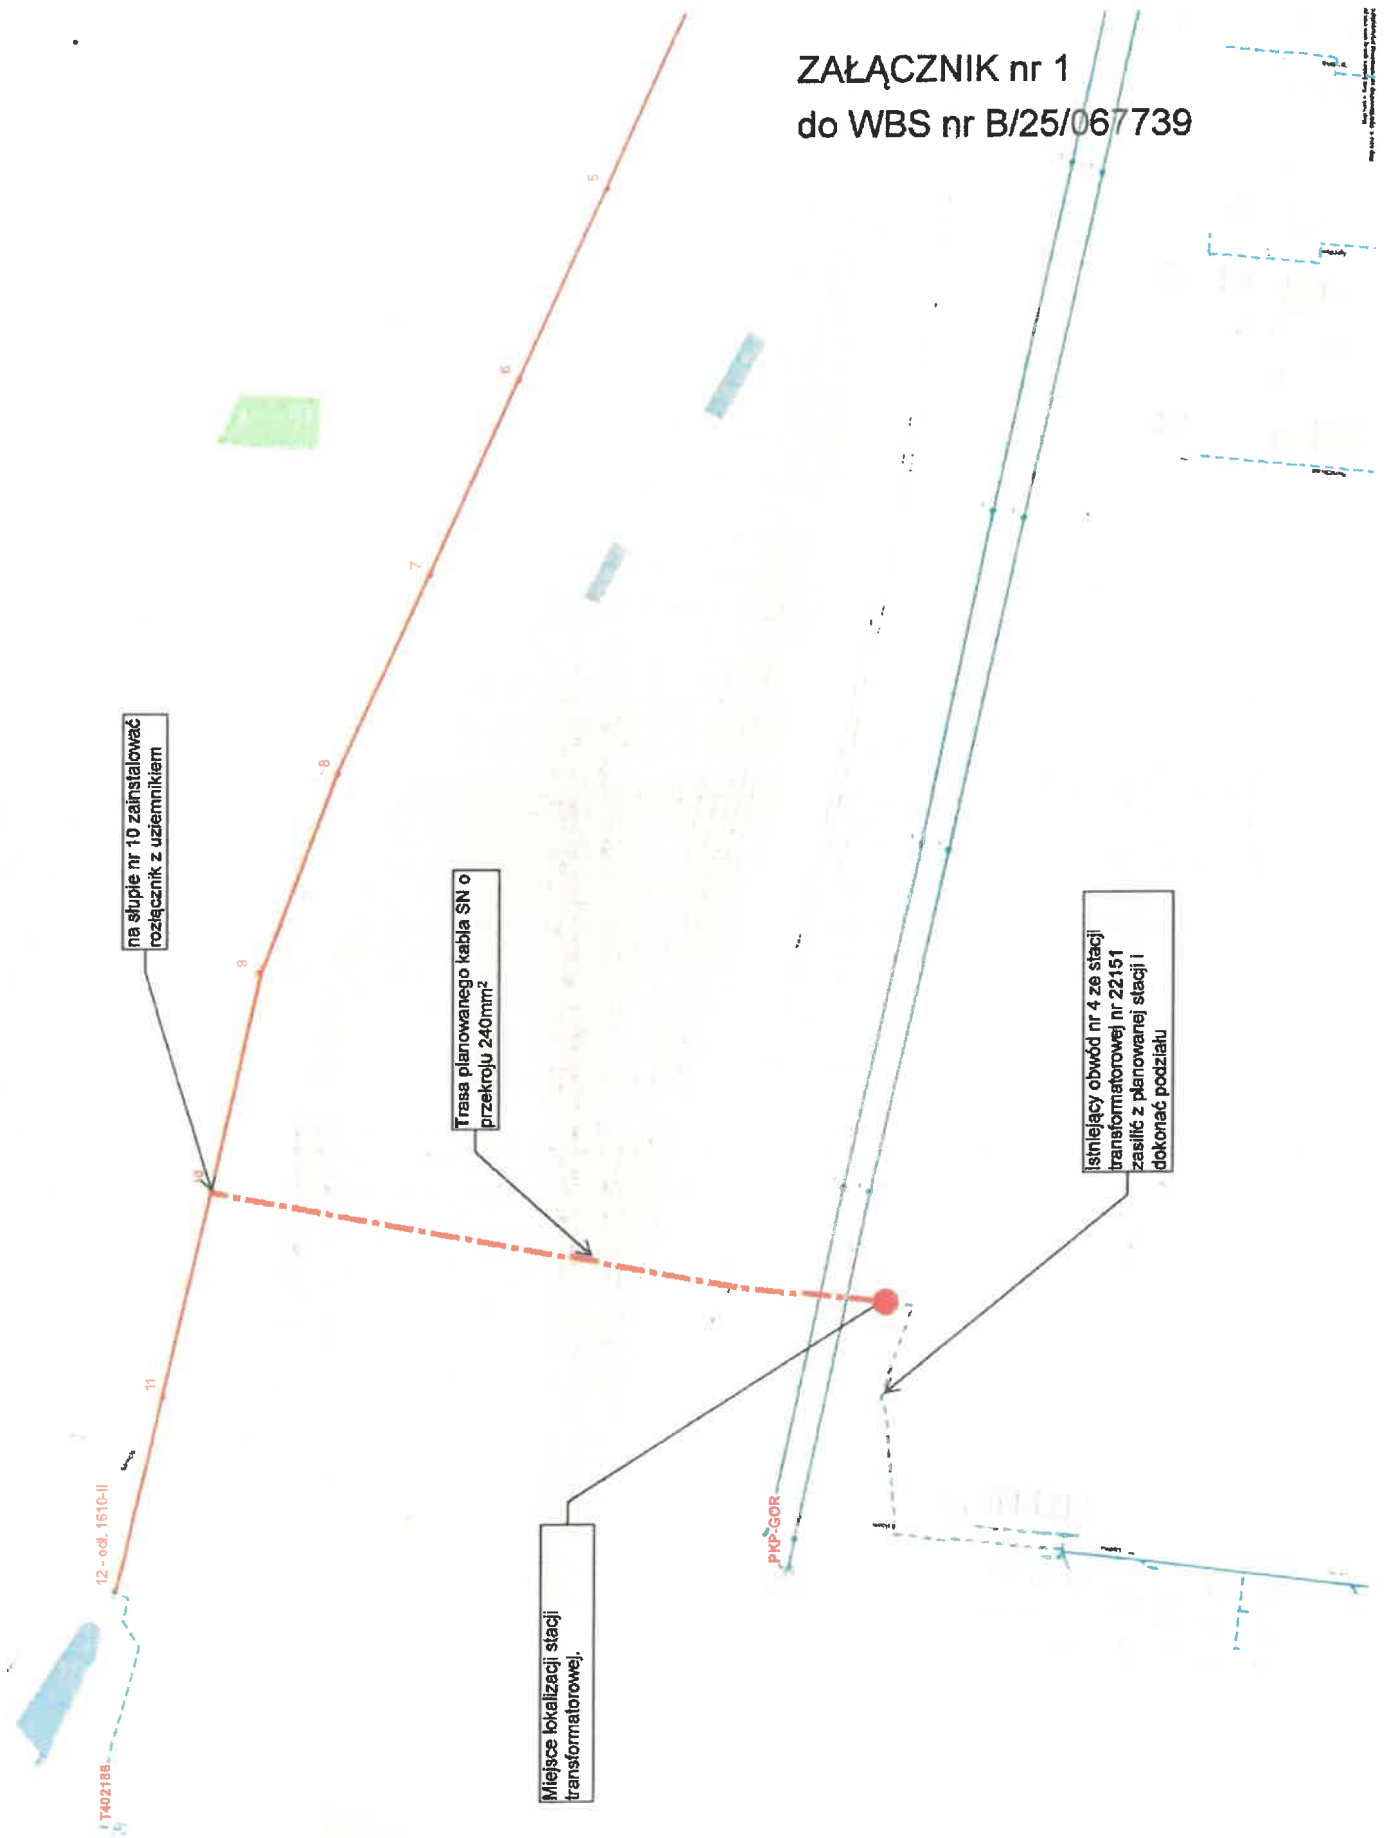 ZAŁĄCZNIK nr 1
do WBS nr B/25/067739
5
6
7
8
9
10
11
12 - odł. 1610-II
T402186
na słupie nr 10 zainstalować
rozłącznik z uziemnikiem
Trasa planowanego kabla SN o
przekroju 240mm²
Istniejący obwód nr 4 ze stacji
transformatorowej nr 22151
zasilić z planowanej stacji i
dokonać podziału
Miejsce lokalizacji stacji
transformatorowej.
PKP-GOR